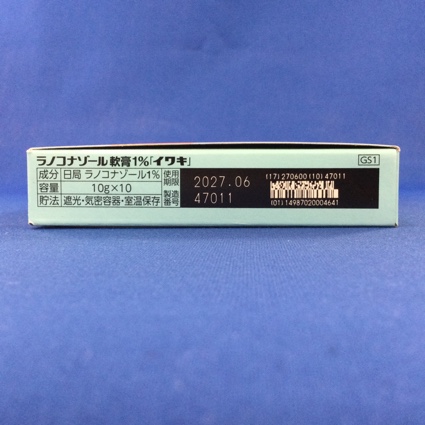 ラノコナゾール軟膏1%「イワキ」
GS1
成分 日局 ラノコナゾール1%
容量 10g×10
貯法 遮光・気密容器・室温保存
使用期限 2027.06
製造番号 47011
(17)270600(10)47011
(01)14987020004641